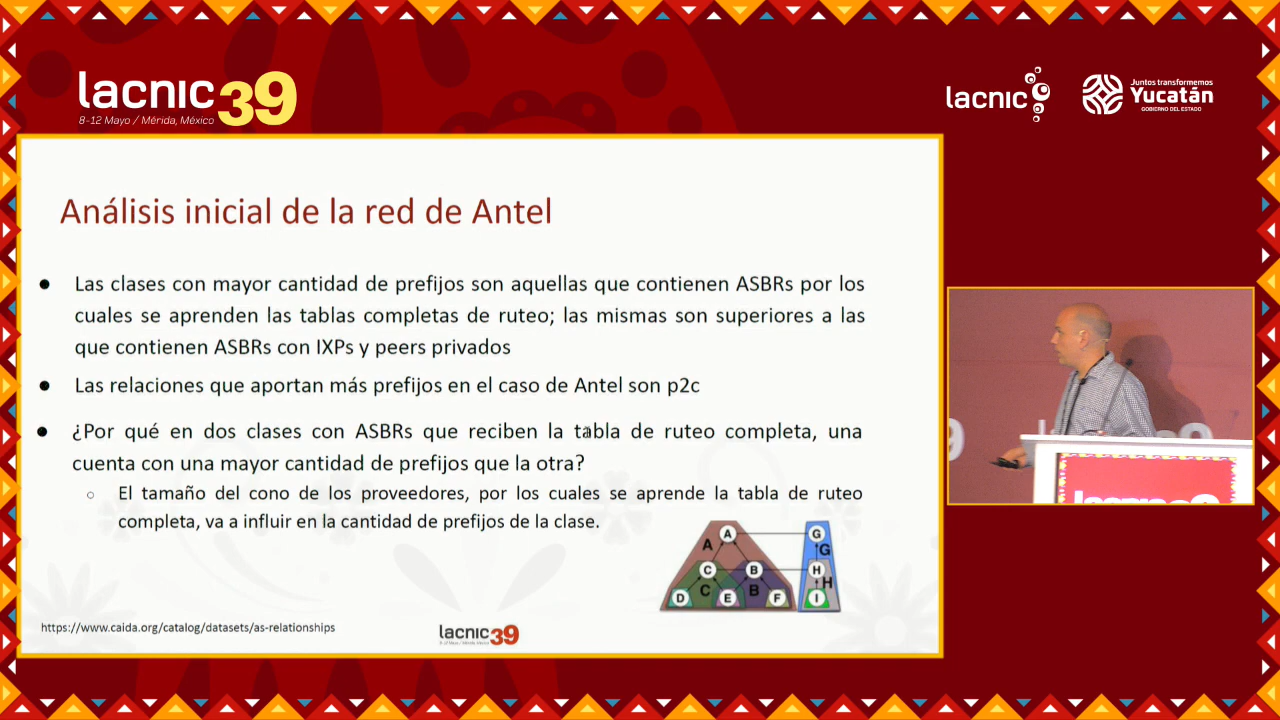 lacnic39
8-12 Mayo / Mérida, México
lacnic
Juntos transformemos
Yucatán
GOBIERNO DEL ESTADO
Análisis inicial de la red de Antel
● Las clases con mayor cantidad de prefijos son aquellas que contienen ASBRs por los
cuales se aprenden las tablas completas de ruteo; las mismas son superiores a las
que contienen ASBRs con IXPs y peers privados
● Las relaciones que aportan más prefijos en el caso de Antel son p2c
● ¿Por qué en dos clases con ASBRs que reciben la tabla de ruteo completa, una
cuenta con una mayor cantidad de prefijos que la otra?
○ El tamaño del cono de los proveedores, por los cuales se aprende la tabla de ruteo
completa, va a influir en la cantidad de prefijos de la clase.
A G
A G
C B H
C B H
D E F I
https://www.caida.org/catalog/datasets/as-relationships
lacnic39